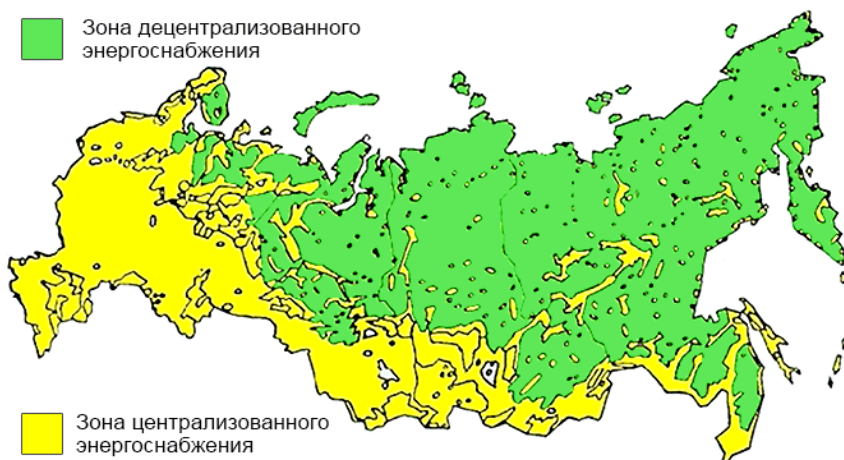 Зона децентрализованного
энергоснабжения
Зона централизованного
энергоснабжения